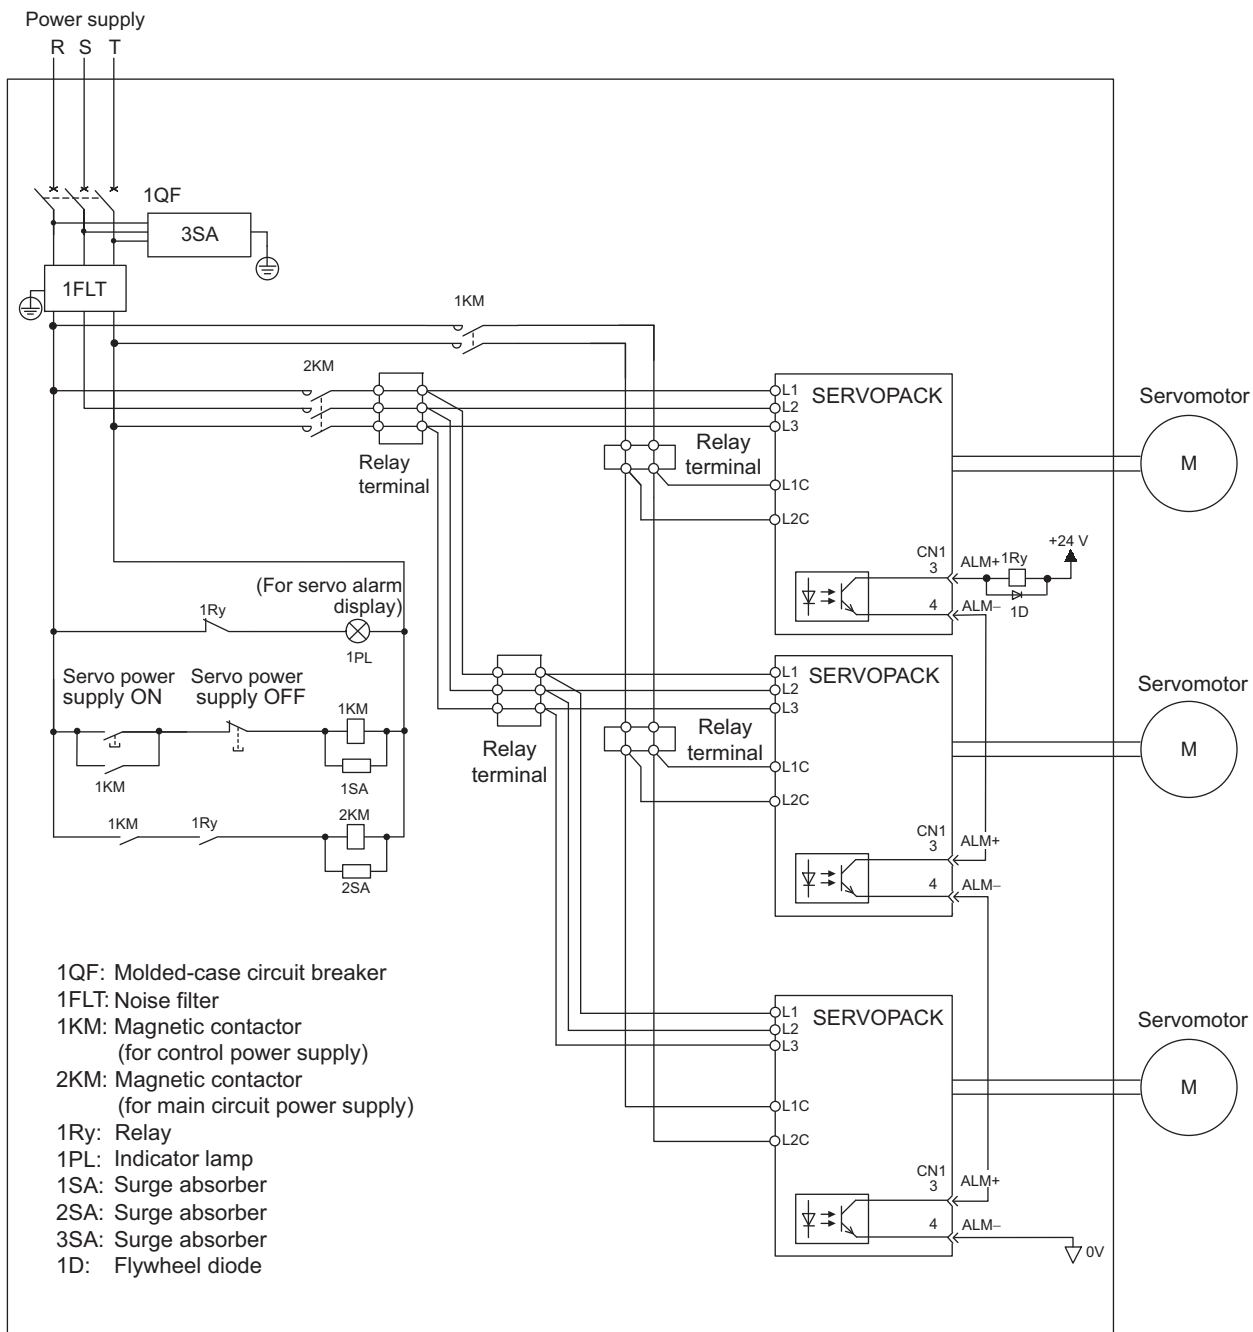 Power supply
R S T
1QF
3SA
1FLT
1KM
2KM
Relay
terminal
Relay
terminal
L1
L2
L3
L1C
L2C
SERVOPACK
CN1
3
4
ALM+
1Ry
+24 V
1D
ALM–
Servomotor
M
(For servo alarm
display)
1Ry
1PL
Servo power
supply ON
Servo power
supply OFF
1KM
1KM
1SA
1KM
1Ry
2KM
2SA
Relay
terminal
Relay
terminal
L1
L2
L3
L1C
L2C
SERVOPACK
CN1
3
4
ALM+
ALM–
Servomotor
M
L1
L2
L3
L1C
L2C
SERVOPACK
CN1
3
4
ALM+
ALM–
0V
Servomotor
M
1QF: Molded-case circuit breaker
1FLT: Noise filter
1KM: Magnetic contactor
(for control power supply)
2KM: Magnetic contactor
(for main circuit power supply)
1Ry: Relay
1PL: Indicator lamp
1SA: Surge absorber
2SA: Surge absorber
3SA: Surge absorber
1D: Flywheel diode